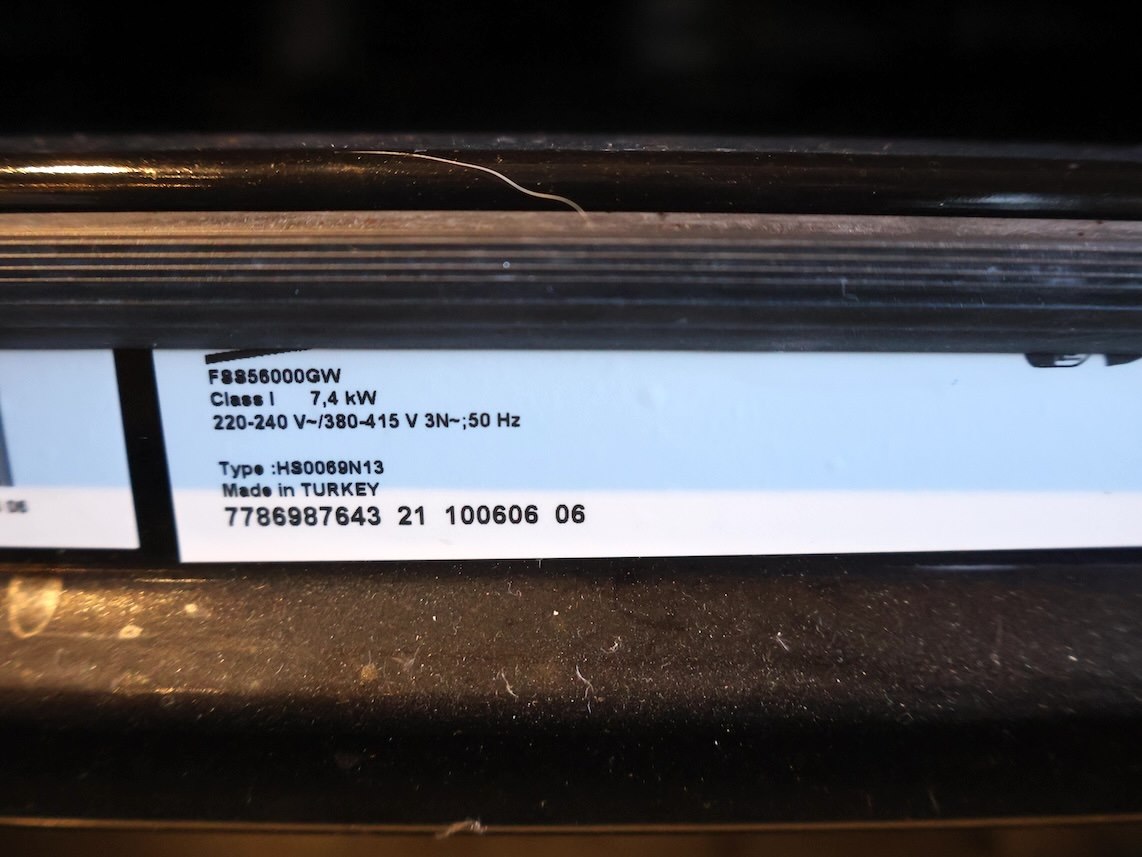 FSS56000GW
Class I 7,4 kW
220-240 V~/380-415 V 3N~;50 Hz
Type :HS0069N13
Made in TURKEY
06
7786987643 21 100606 06